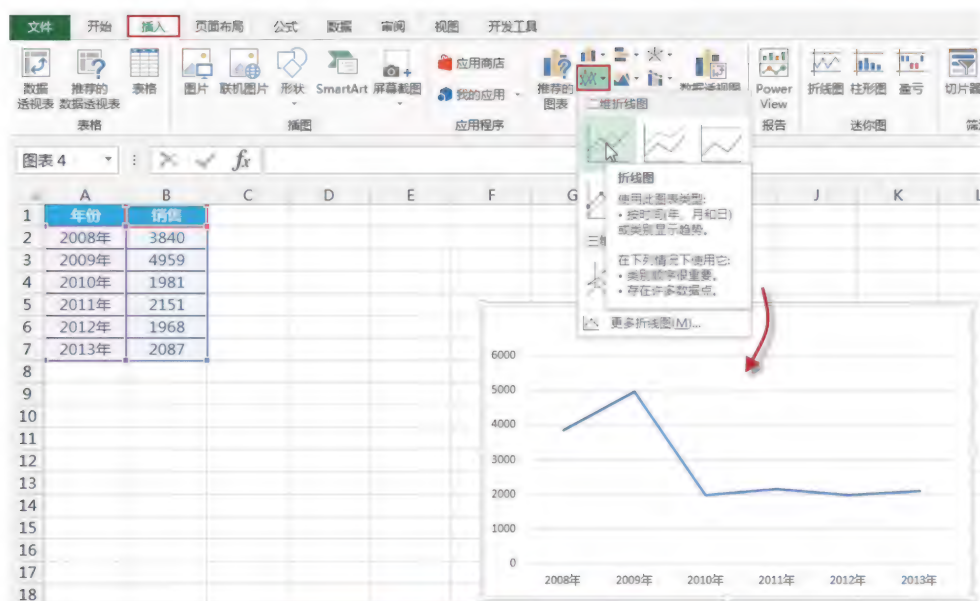 文件 开始 插入 页面布局 公式 数据 审阅 视图 开发工具
数据透视表 推荐的数据透视表 表格 图片 联机图片 形状 SmartArt 屏幕截图 应用商店 我的应用 推荐的图表 数据透视图 Power View 折线图 柱形图 盈亏 切片器
表格 插图 应用程序 报告 迷你图
二维折线图
图表 4 fx
折线图
使用此图表类型:
• 按时间(年、月和日)
或类别显示趋势。
在下列情况下使用它:
• 类别顺序很重要。
• 存在许多数据点。
更多折线图(M)...
A B C D E F G J K L
1 年份 销售
2 2008年 3840
3 2009年 4959
4 2010年 1981
5 2011年 2151
6 2012年 1968
7 2013年 2087
8
9
10
11
12
13
14
15
16
17
18
6000
5000
4000
3000
2000
1000
0
2008年 2009年 2010年 2011年 2012年 2013年